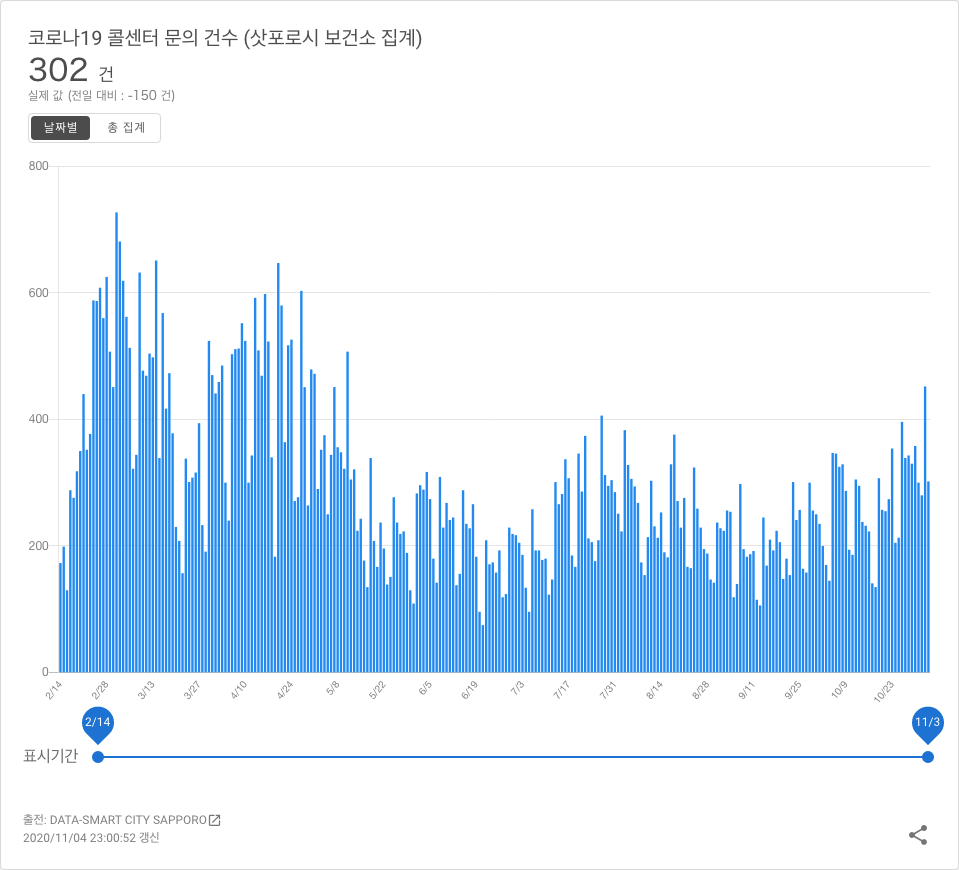 코로나19 콜센터 문의 건수 (삿포로시 보건소 집계)
302 건
실제 값 (전일 대비 : -150 건)
날짜별 총 집계
800
600
400
200
0
2/14 2/28 3/13 3/27 4/10 4/24 5/8 5/22 6/5 6/19 7/3 7/17 7/31 8/14 8/28 9/11 9/25 10/9 10/23
2/14 11/3
표시기간
출전: DATA-SMART CITY SAPPORO
2020/11/04 23:00:52 갱신